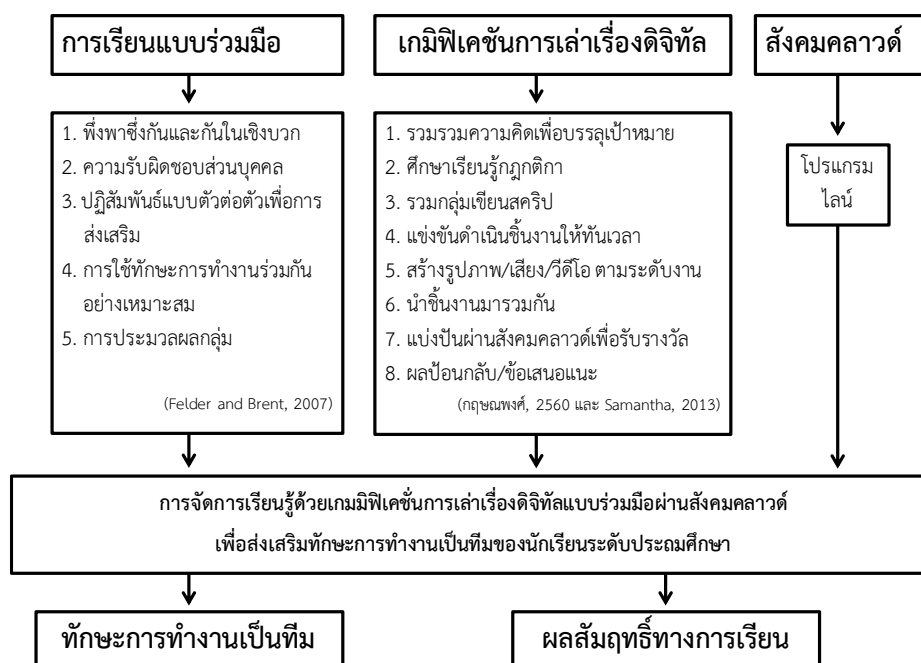 การเรียนแบบร่วมมือ
เกมิฟิเคชันการเล่าเรื่องดิจิทัล
สังคมคลาวด์
1. พึ่งพาซึ่งกันและกันในเชิงบวก
2. ความรับผิดชอบส่วนบุคคล
3. ปฏิสัมพันธ์แบบตัวต่อตัวเพื่อการ
ส่งเสริม
4. การใช้ทักษะการทำงานร่วมกัน
อย่างเหมาะสม
5. การประมวลผลกลุ่ม
(Felder and Brent, 2007)
1. รวมรวมความคิดเพื่อบรรลุเป้าหมาย
2. ศึกษาเรียนรู้กฎกติกา
3. รวมกลุ่มเขียนสคริป
4. แข่งขันดำเนินชิ้นงานให้ทันเวลา
5. สร้างรูปภาพ/เสียง/วีดีโอ ตามระดับงาน
6. นำชิ้นงานมารวมกัน
7. แบ่งปันผ่านสังคมคลาวด์เพื่อรับรางวัล
8. ผลป้อนกลับ/ข้อเสนอแนะ
(กฤษณพงศ์, 2560 และ Samantha, 2013)
โปรแกรม
ไลน์
การจัดการเรียนรู้ด้วยเกมมิฟิเคชั่นการเล่าเรื่องดิจิทัลแบบร่วมมือผ่านสังคมคลาวด์
เพื่อส่งเสริมทักษะการทำงานเป็นทีมของนักเรียนระดับประถมศึกษา
ทักษะการทำงานเป็นทีม
ผลสัมฤทธิ์ทางการเรียน